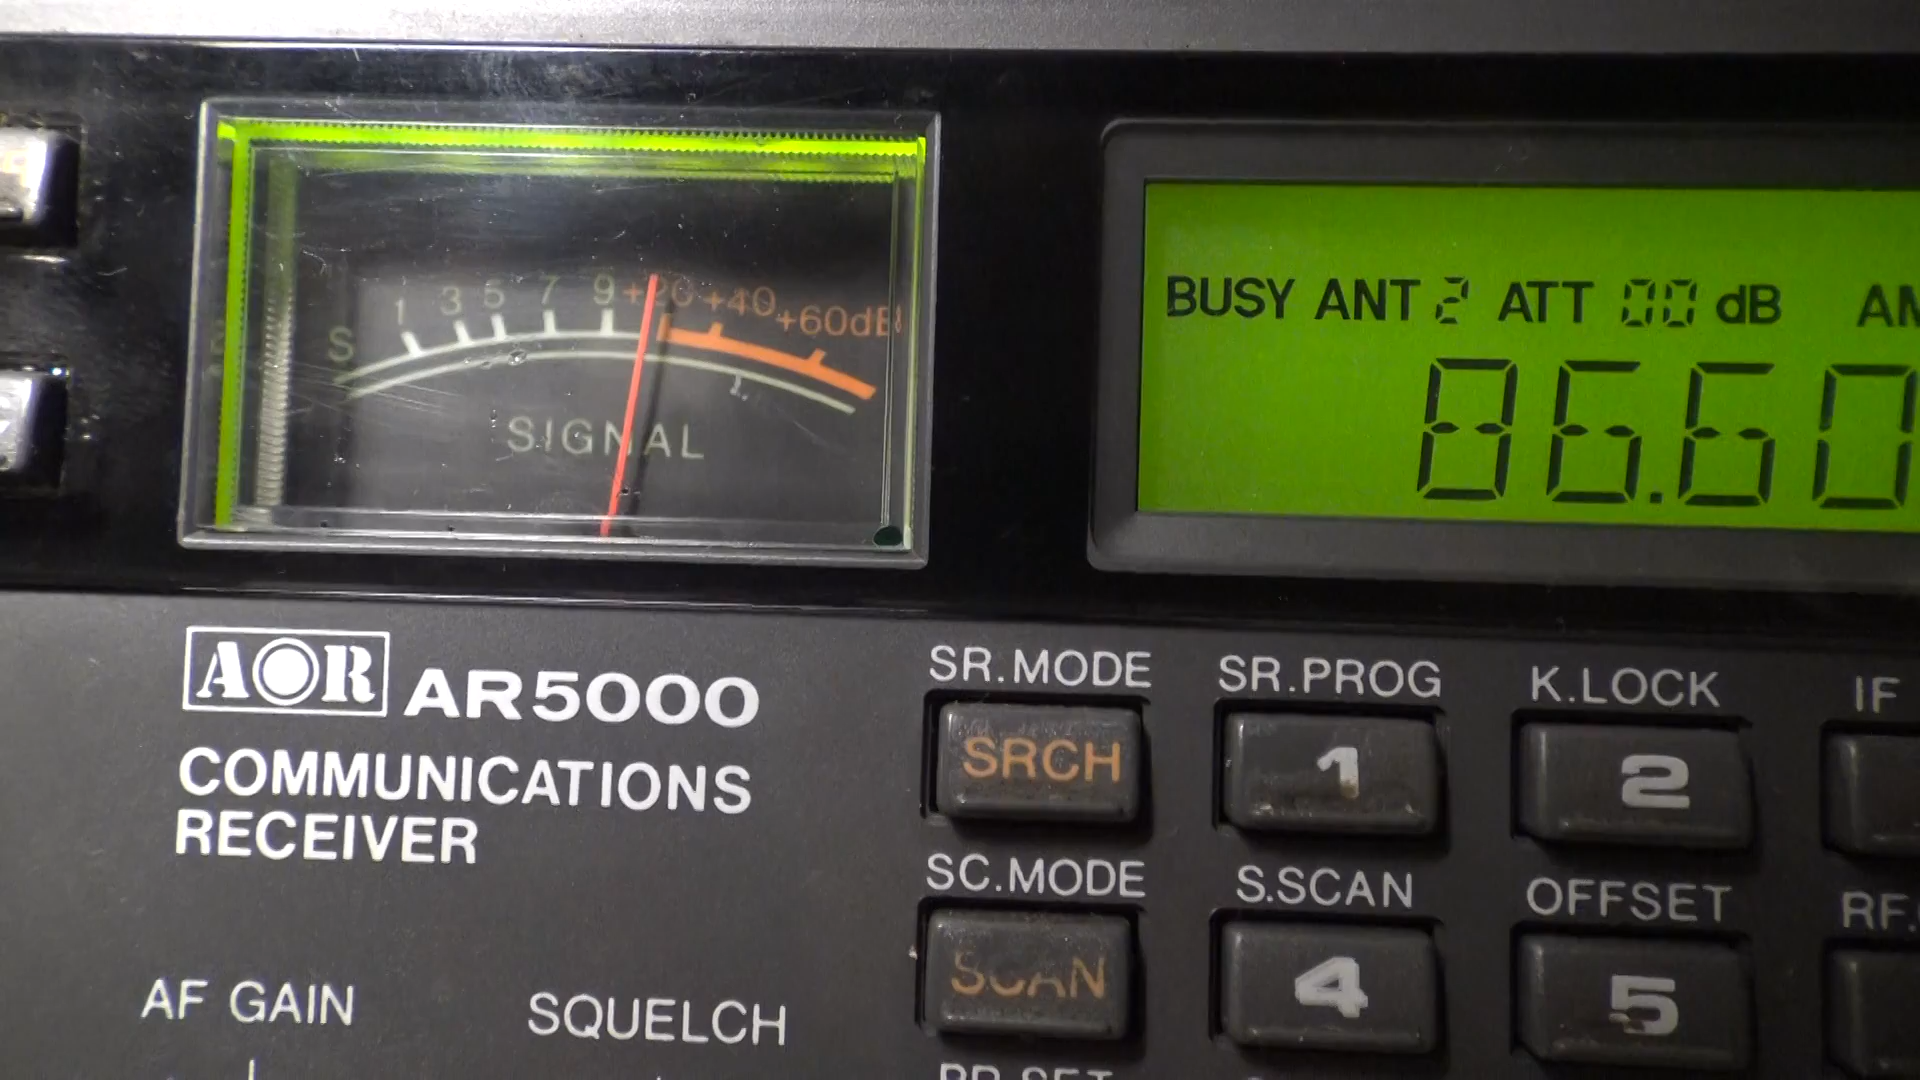 1 3 5 7 9 +20 +40 +60dB
S
SIGNAL
BUSY ANT 2 ATT 00 dB AM
86.60
AOR AR5000
COMMUNICATIONS
RECEIVER
SR.MODE SR.PROG K.LOCK IF
SRCH 1 2
SC.MODE S.SCAN OFFSET RF.
SCAN 4 5
AF GAIN SQUELCH